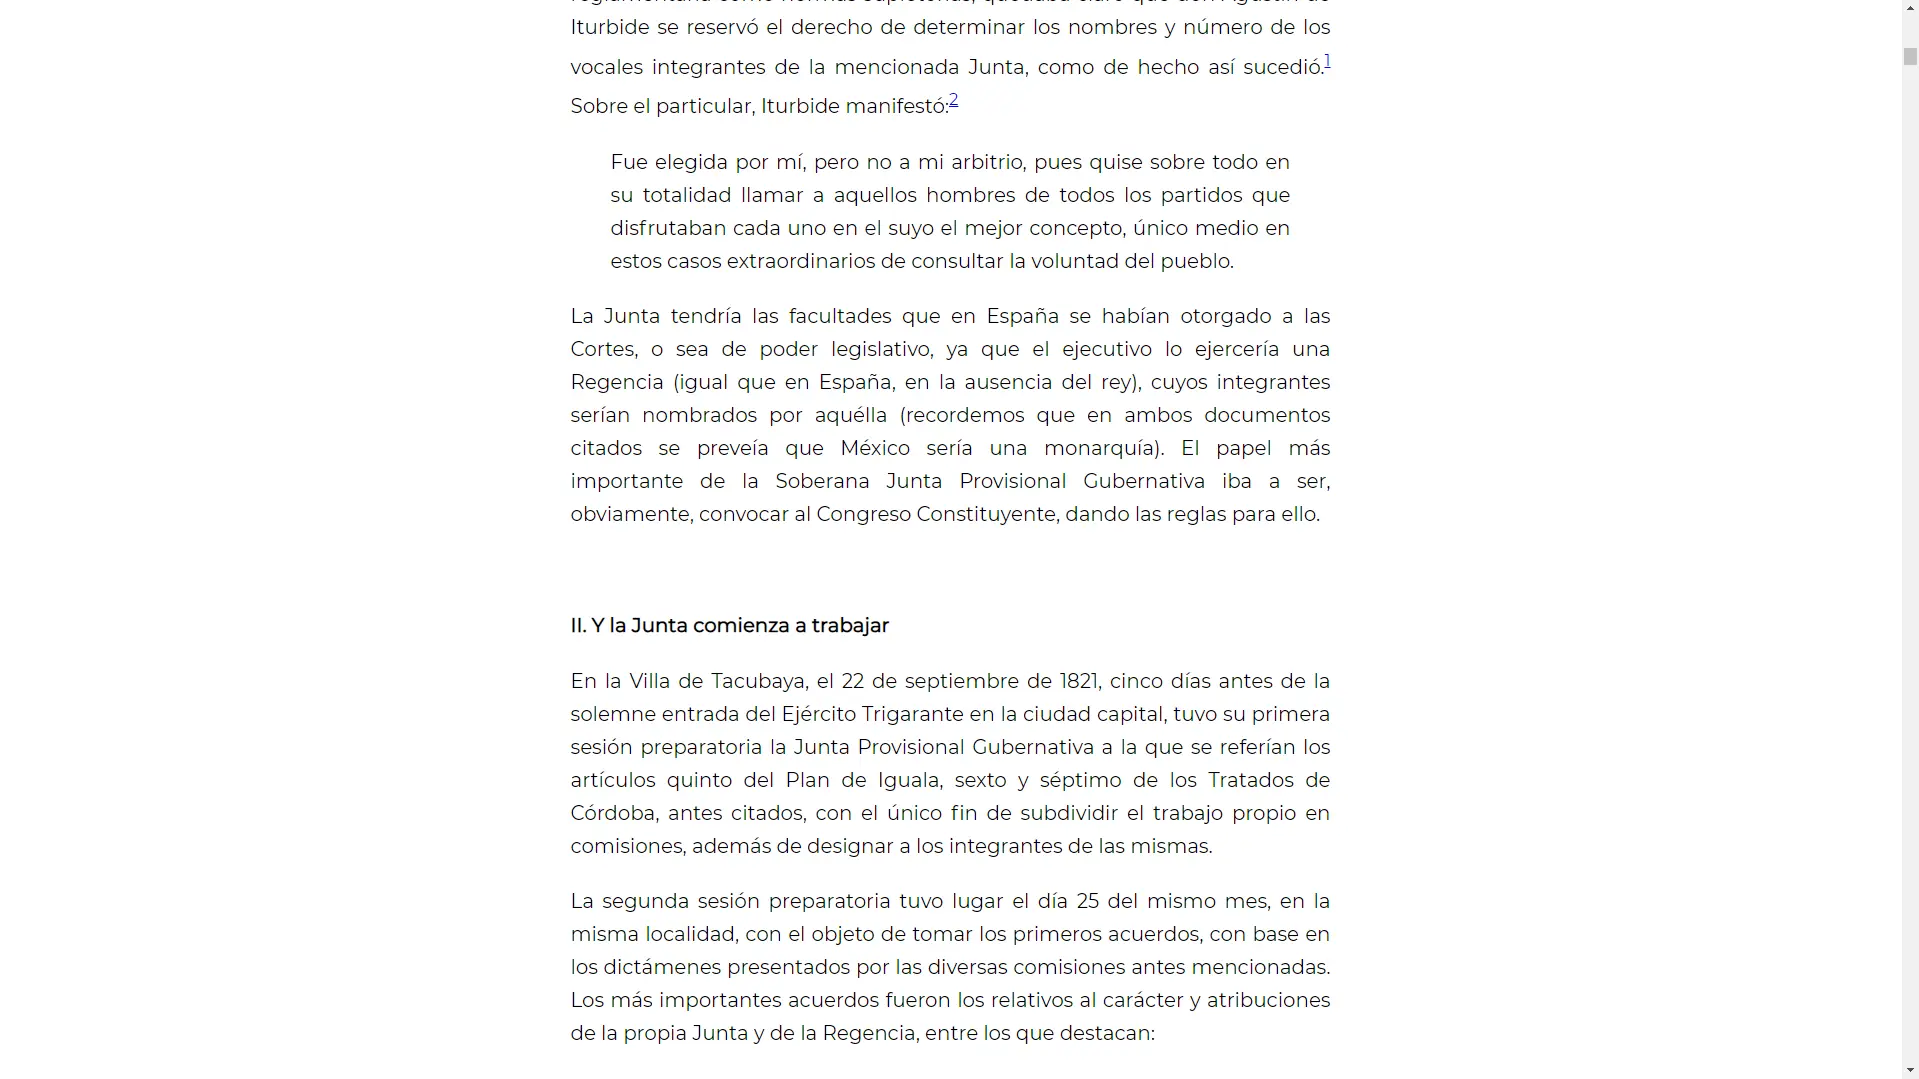 Iturbide se reservó el derecho de determinar los nombres y número de los
vocales integrantes de la mencionada Junta, como de hecho así sucedió.1
Sobre el particular, Iturbide manifestó:2
Fue elegida por mí, pero no a mi arbitrio, pues quise sobre todo en
su totalidad llamar a aquellos hombres de todos los partidos que
disfrutaban cada uno en el suyo el mejor concepto, único medio en
estos casos extraordinarios de consultar la voluntad del pueblo.
La Junta tendría las facultades que en España se habían otorgado a las
Cortes, o sea de poder legislativo, ya que el ejecutivo lo ejercería una
Regencia (igual que en España, en la ausencia del rey), cuyos integrantes
serían nombrados por aquélla (recordemos que en ambos documentos
citados se preveía que México sería una monarquía). El papel más
importante de la Soberana Junta Provisional Gubernativa iba a ser,
obviamente, convocar al Congreso Constituyente, dando las reglas para ello.
II. Y la Junta comienza a trabajar
En la Villa de Tacubaya, el 22 de septiembre de 1821, cinco días antes de la
solemne entrada del Ejército Trigarante en la ciudad capital, tuvo su primera
sesión preparatoria la Junta Provisional Gubernativa a la que se referían los
artículos quinto del Plan de Iguala, sexto y séptimo de los Tratados de
Córdoba, antes citados, con el único fin de subdividir el trabajo propio en
comisiones, además de designar a los integrantes de las mismas.
La segunda sesión preparatoria tuvo lugar el día 25 del mismo mes, en la
misma localidad, con el objeto de tomar los primeros acuerdos, con base en
los dictámenes presentados por las diversas comisiones antes mencionadas.
Los más importantes acuerdos fueron los relativos al carácter y atribuciones
de la propia Junta y de la Regencia, entre los que destacan: